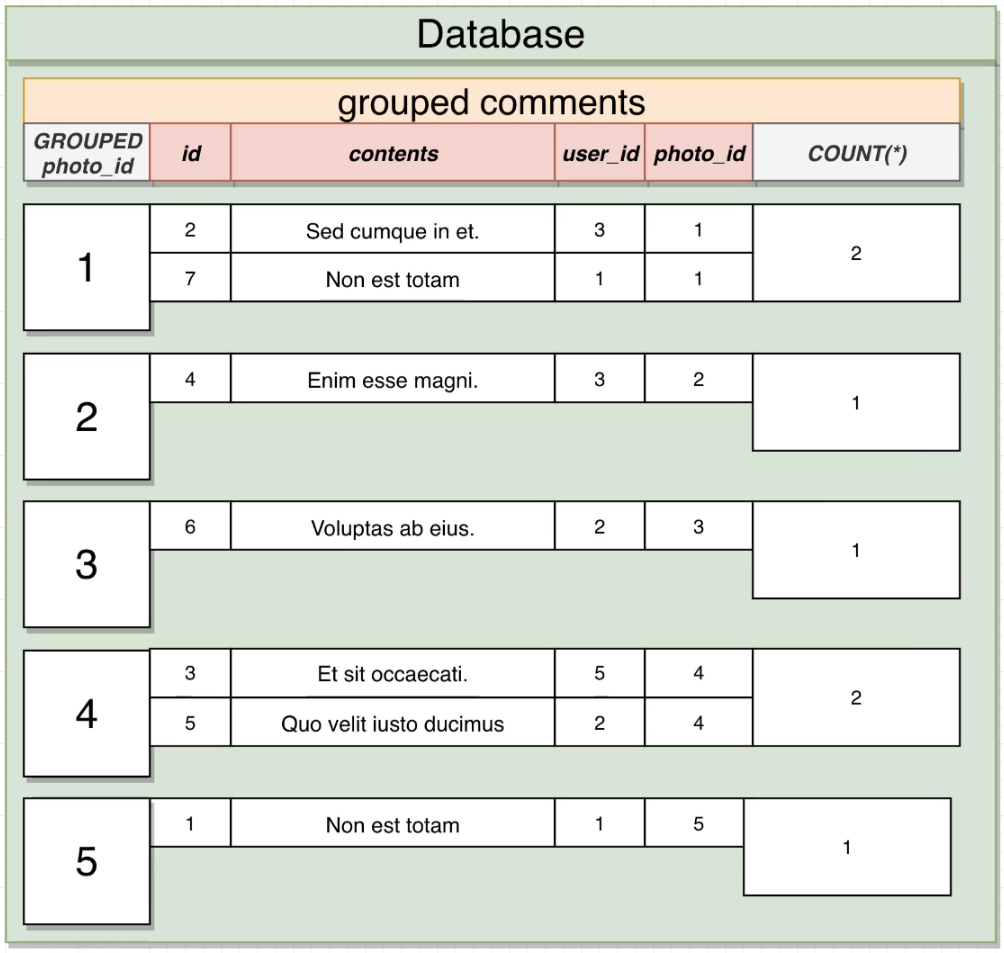 Database
grouped comments
GROUPED photo_id id contents user_id photo_id COUNT(*)
1 2 Sed cumque in et. 3 1 2
7 Non est totam 1 1
2 4 Enim esse magni. 3 2 1
3 6 Voluptas ab eius. 2 3 1
4 3 Et sit occaecati. 5 4 2
5 Quo velit iusto ducimus 2 4
5 1 Non est totam 1 5 1